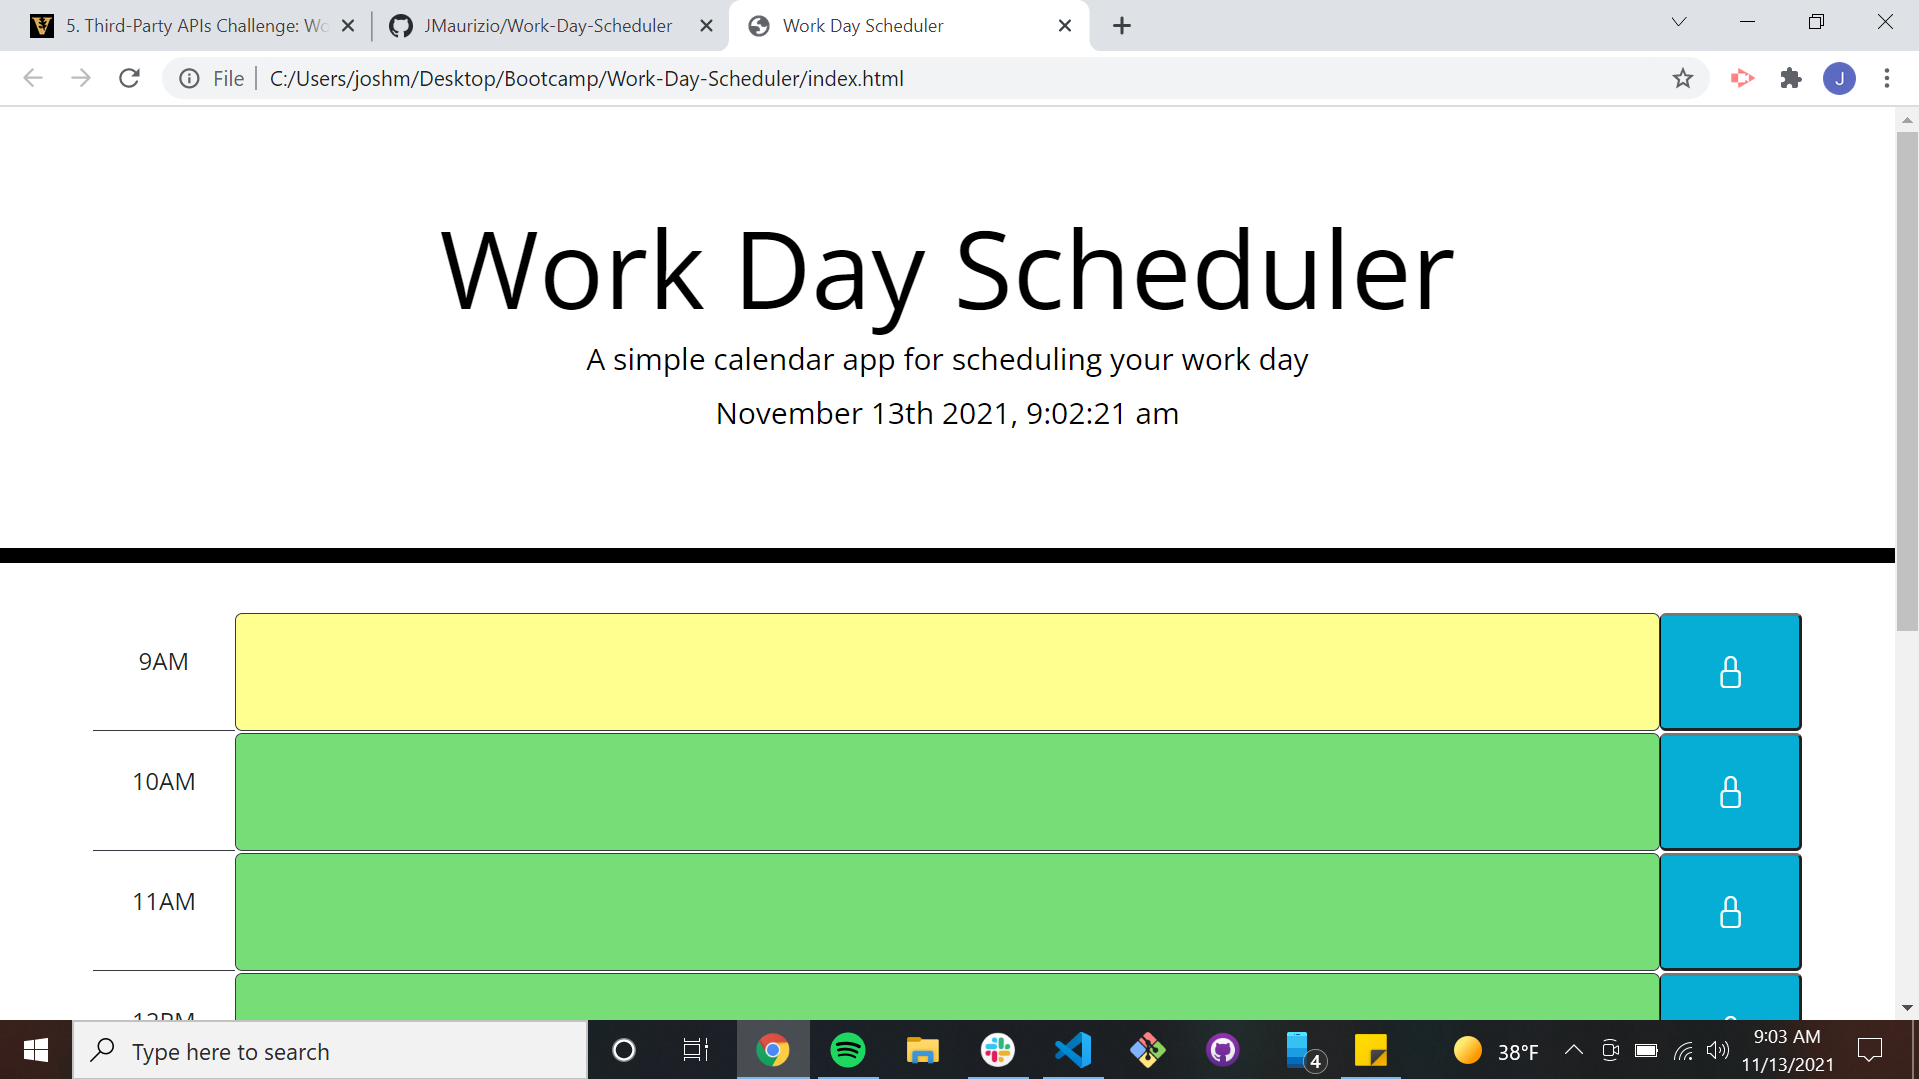 5. Third-Party APIs Challenge: Wo
JMaurizio/Work-Day-Scheduler
Work Day Scheduler
File
C:/Users/joshm/Desktop/Bootcamp/Work-Day-Scheduler/index.html
J
Work Day Scheduler
A simple calendar app for scheduling your work day
November 13th 2021, 9:02:21 am
9AM
10AM
11AM
12PM
Type here to search
4
38°F
9:03 AM
11/13/2021